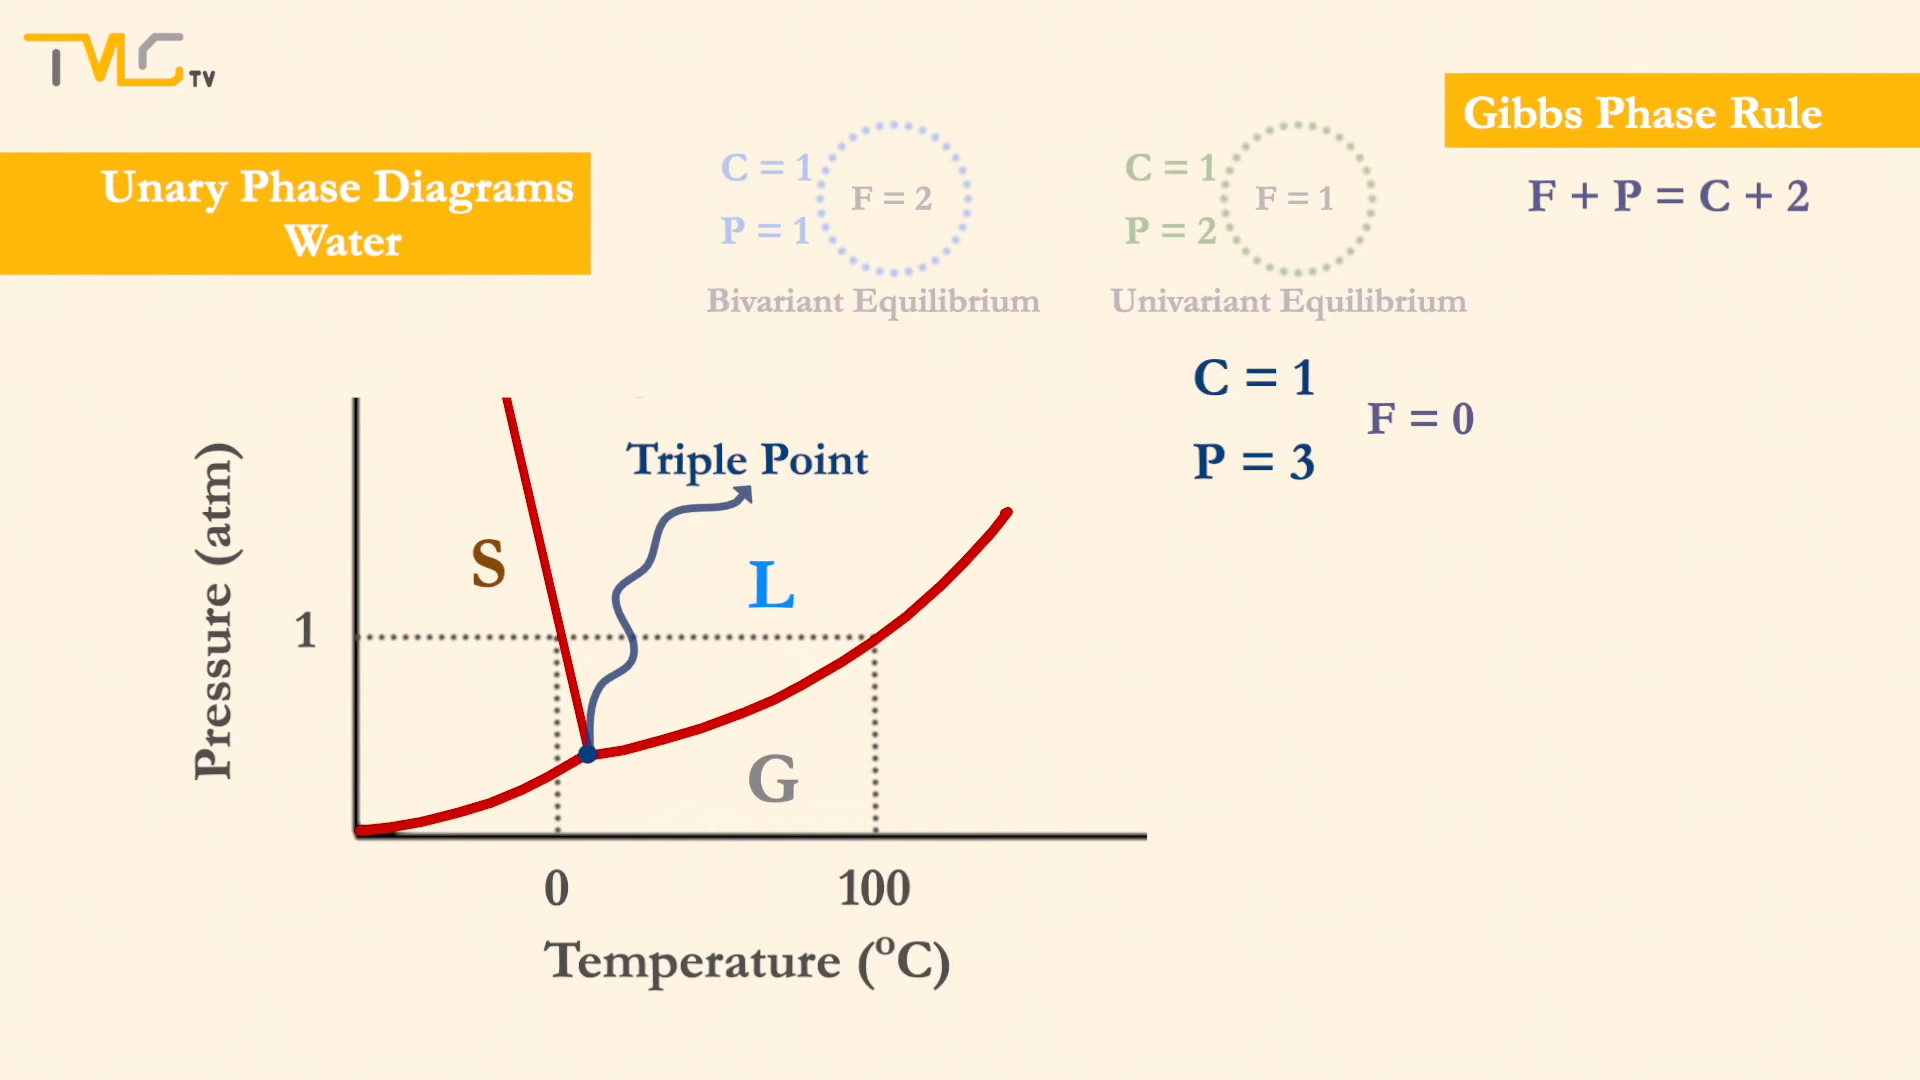 TMC TV
Gibbs Phase Rule
F + P = C + 2
Unary Phase Diagrams
Water
C = 1
P = 1
F = 2
Bivariant Equilibrium
C = 1
P = 2
F = 1
Univariant Equilibrium
C = 1
P = 3
F = 0
Triple Point
S
L
G
Pressure (atm)
1
0
100
Temperature (ºC)